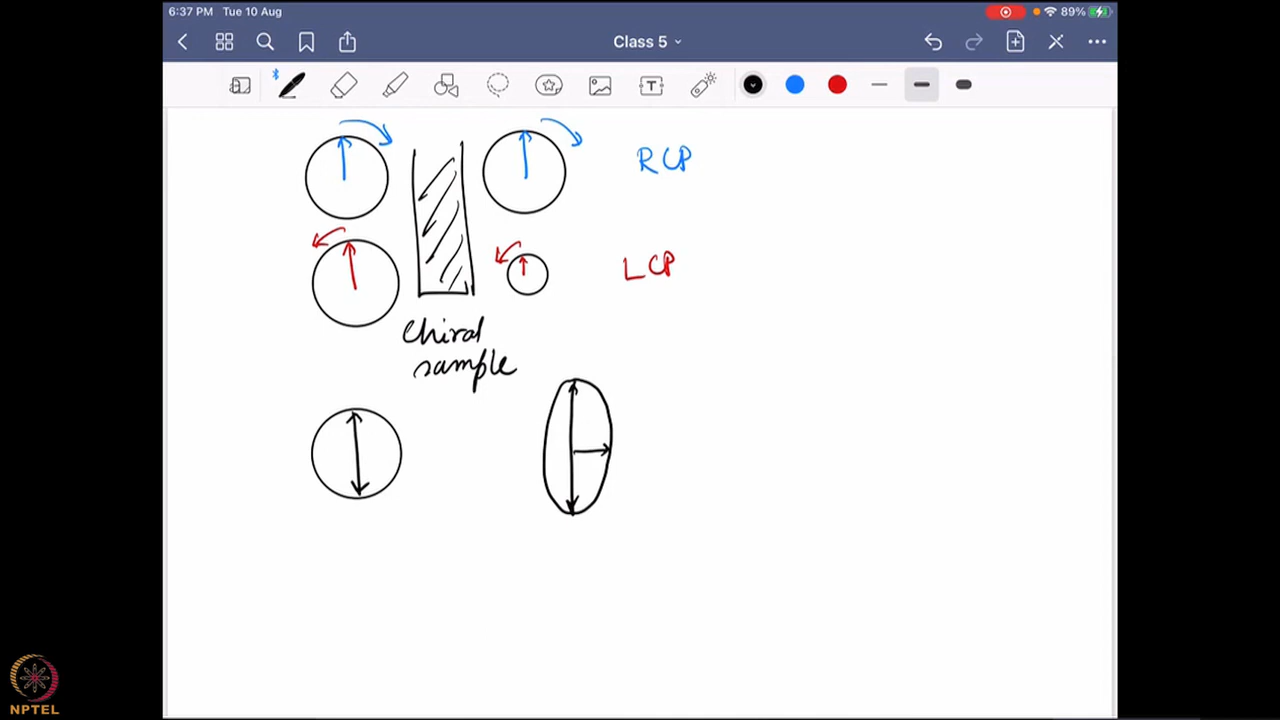 6:37 PM Tue 10 Aug
89%
Class 5
T
RCP
LCP
Chiral
sample
NPTEL